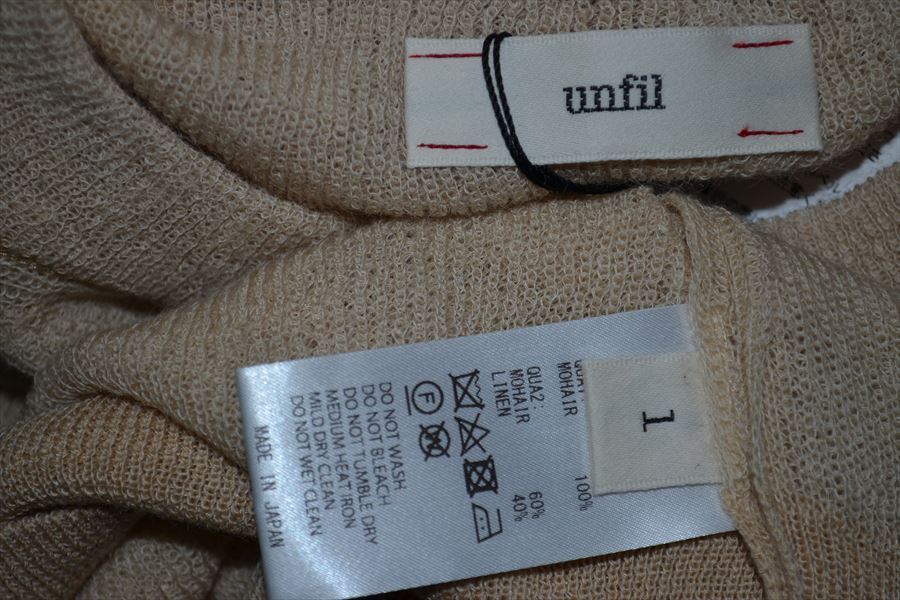 unfil
1
MOHAIR 100%
QUA2:
MOHAIR 60%
LINEN 40%
DO NOT WASH
DO NOT BLEACH
DO NOT TUMBLE DRY
MEDIUM HEAT IRON
MILD DRY CLEAN
DO NOT WET CLEAN
MADE IN JAPAN